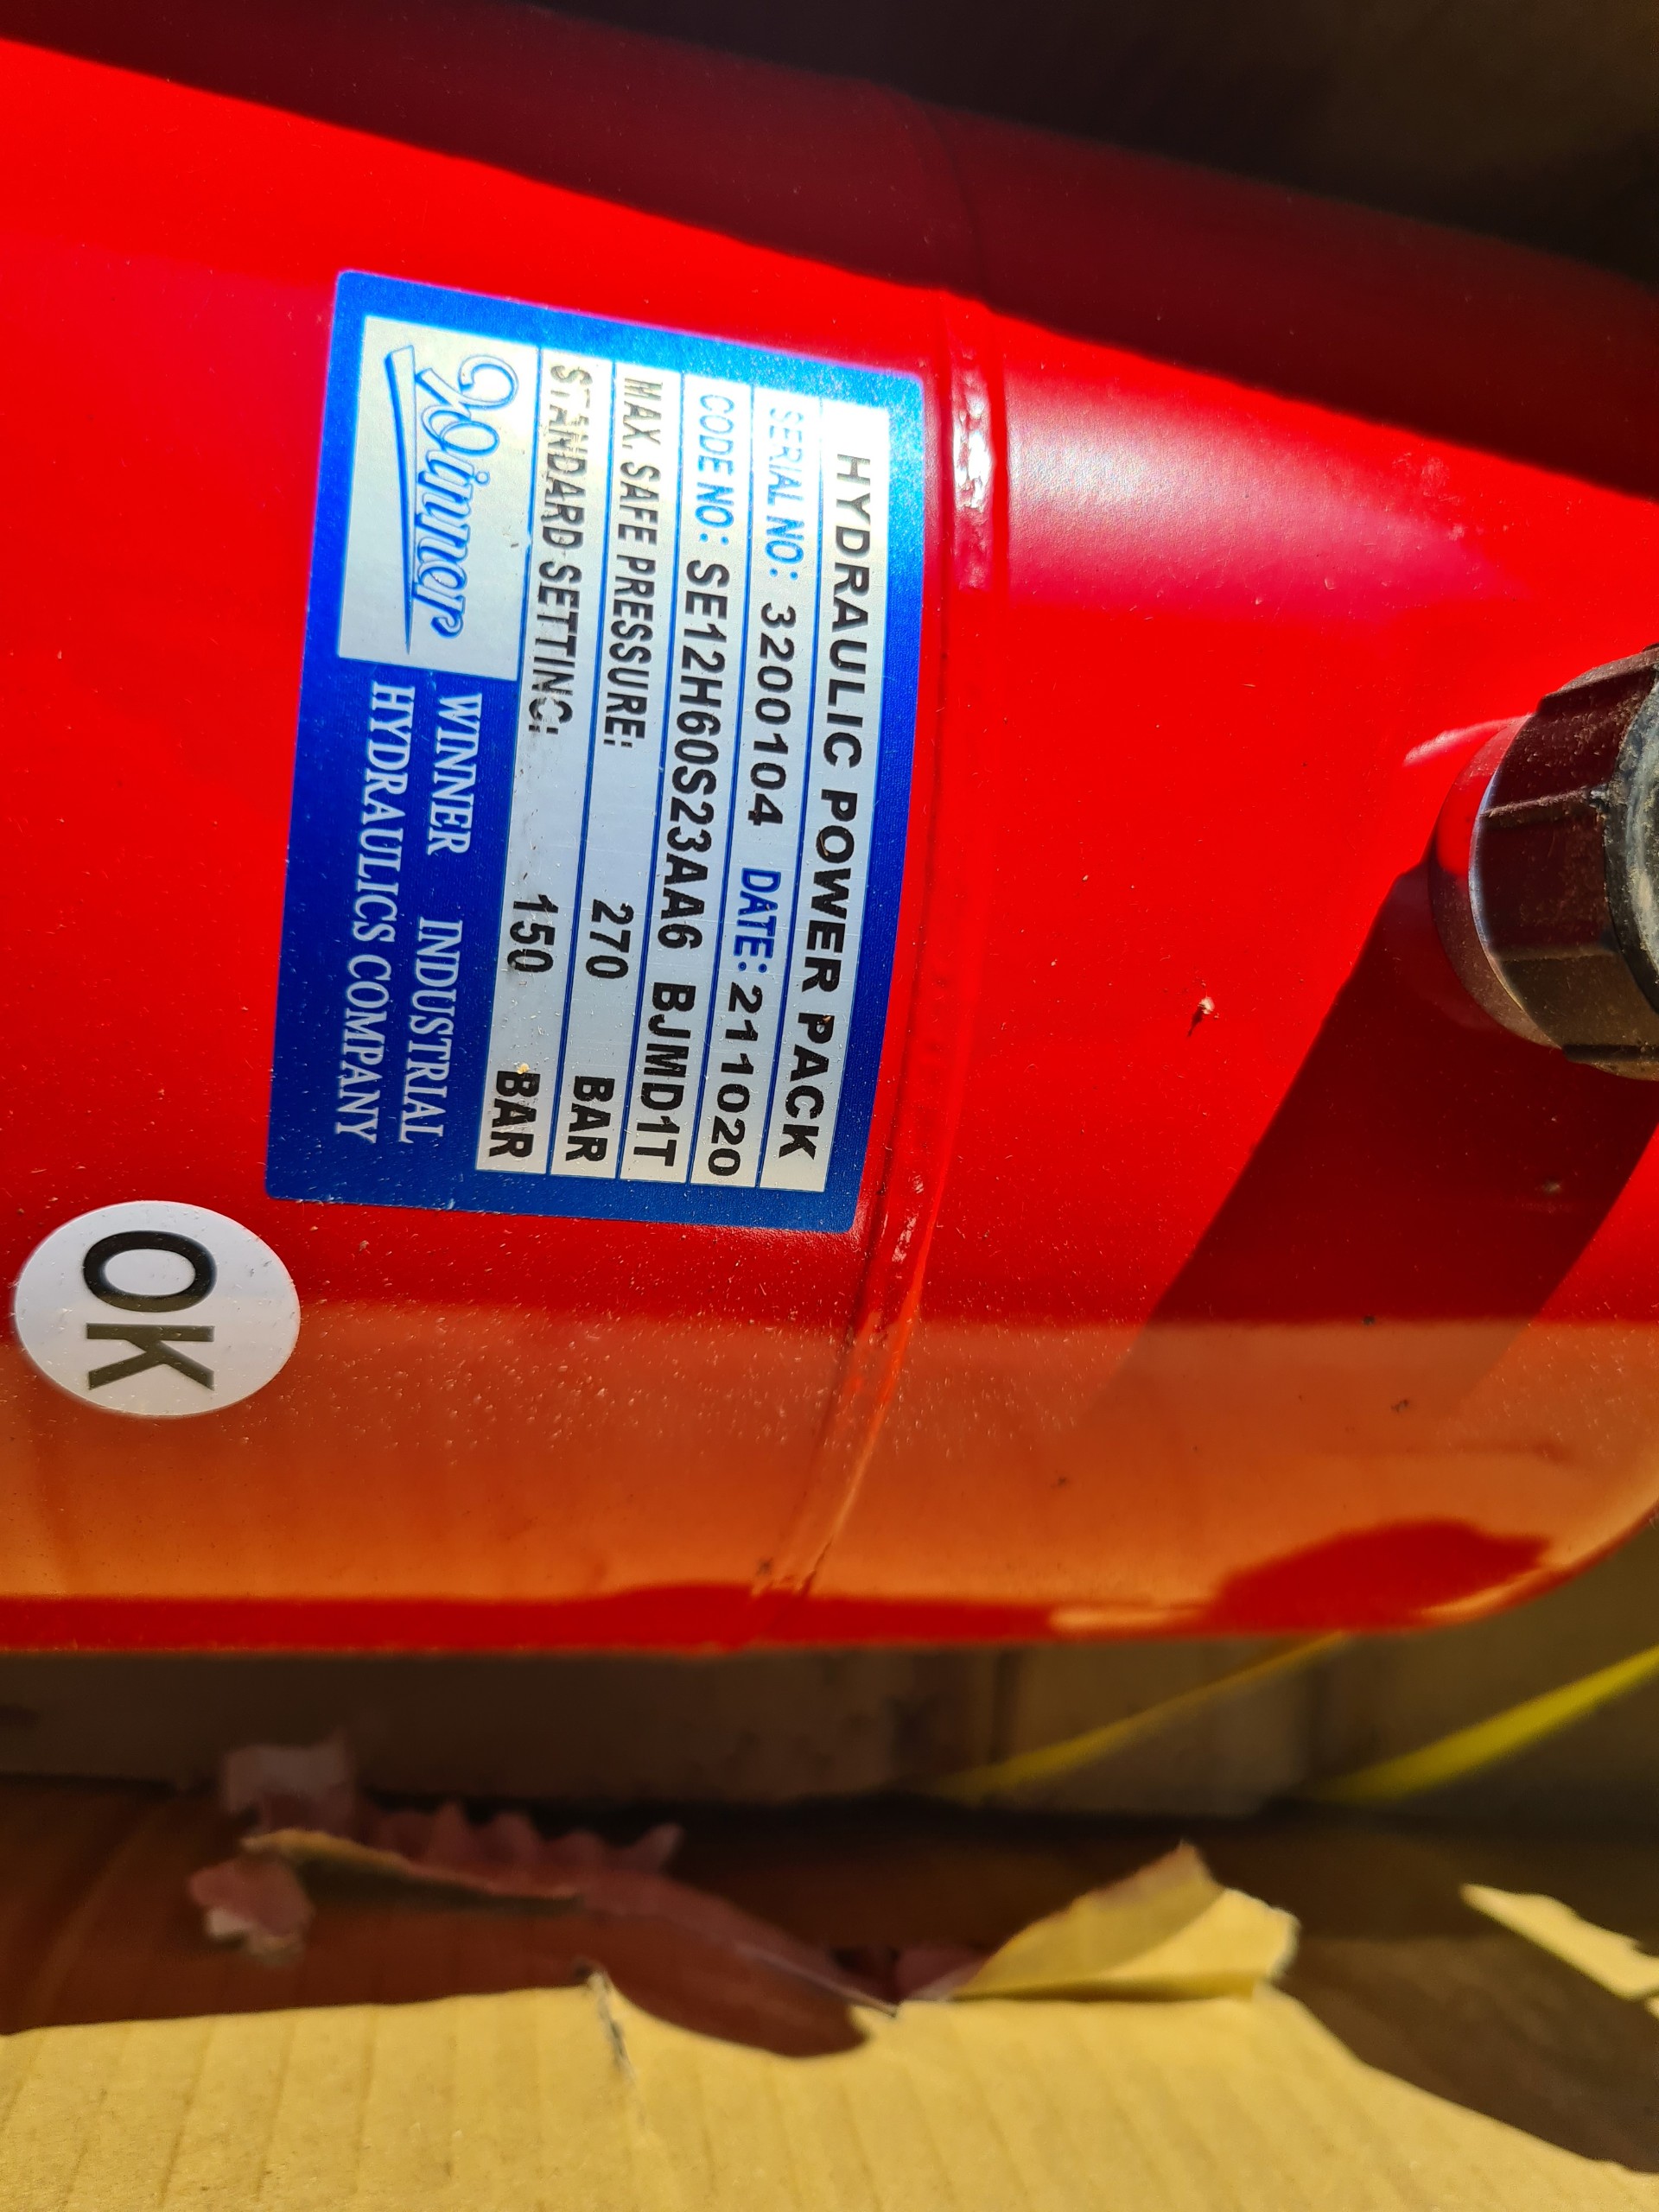 HYDRAULIC POWER PACK
SERIAL NO: 3200104 DATE: 211020
CODE NO: SE12H60S23AA6 BJMD1T
MAX. SAFE PRESSURE: 270 BAR
STANDARD SETTING: 150 BAR
Winner
WINNER INDUSTRIAL
HYDRAULICS COMPANY
OK